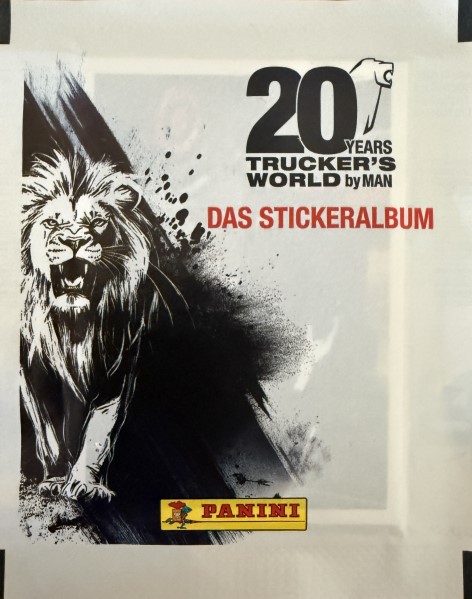 20
YEARS
TRUCKER'S
WORLD by MAN
DAS STICKERALBUM
PANINI